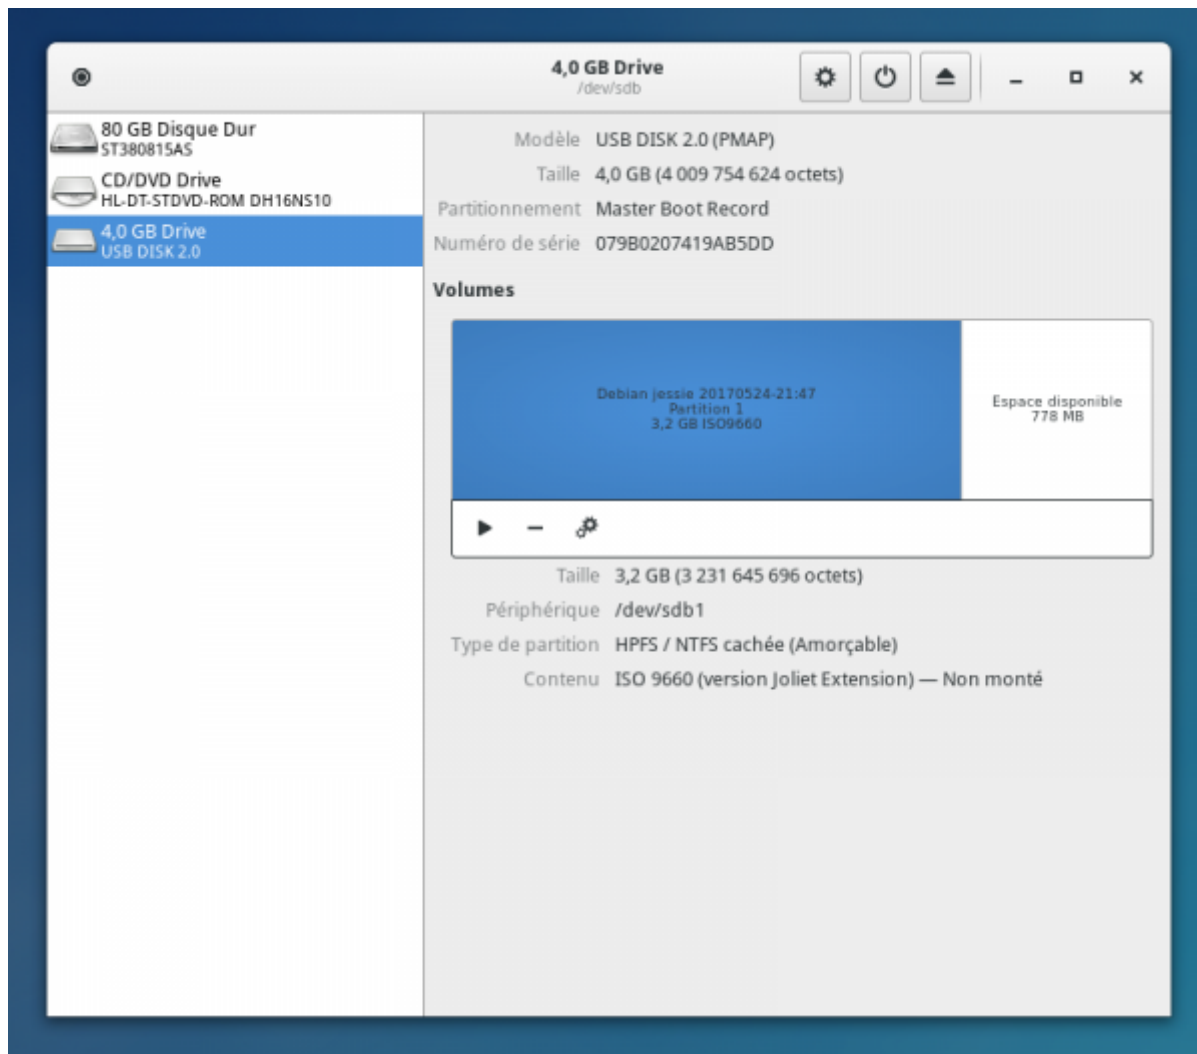 4,0 GB Drive
/dev/sdb
80 GB Disque Dur
ST380815AS
CD/DVD Drive
HL-DT-STDVD-ROM DH16NS10
4,0 GB Drive
USB DISK 2.0
Modèle USB DISK 2.0 (PMAP)
Taille 4,0 GB (4 009 754 624 octets)
Partitionnement Master Boot Record
Numéro de série 079B0207419AB5DD
Volumes
Debian jessie 20170524-21:47
Partition 1
3,2 GB ISO9660
Espace disponible
778 MB
Taille 3,2 GB (3 231 645 696 octets)
Périphérique /dev/sdb1
Type de partition HPFS / NTFS cachée (Amorçable)
Contenu ISO 9660 (version Joliet Extension) — Non monté